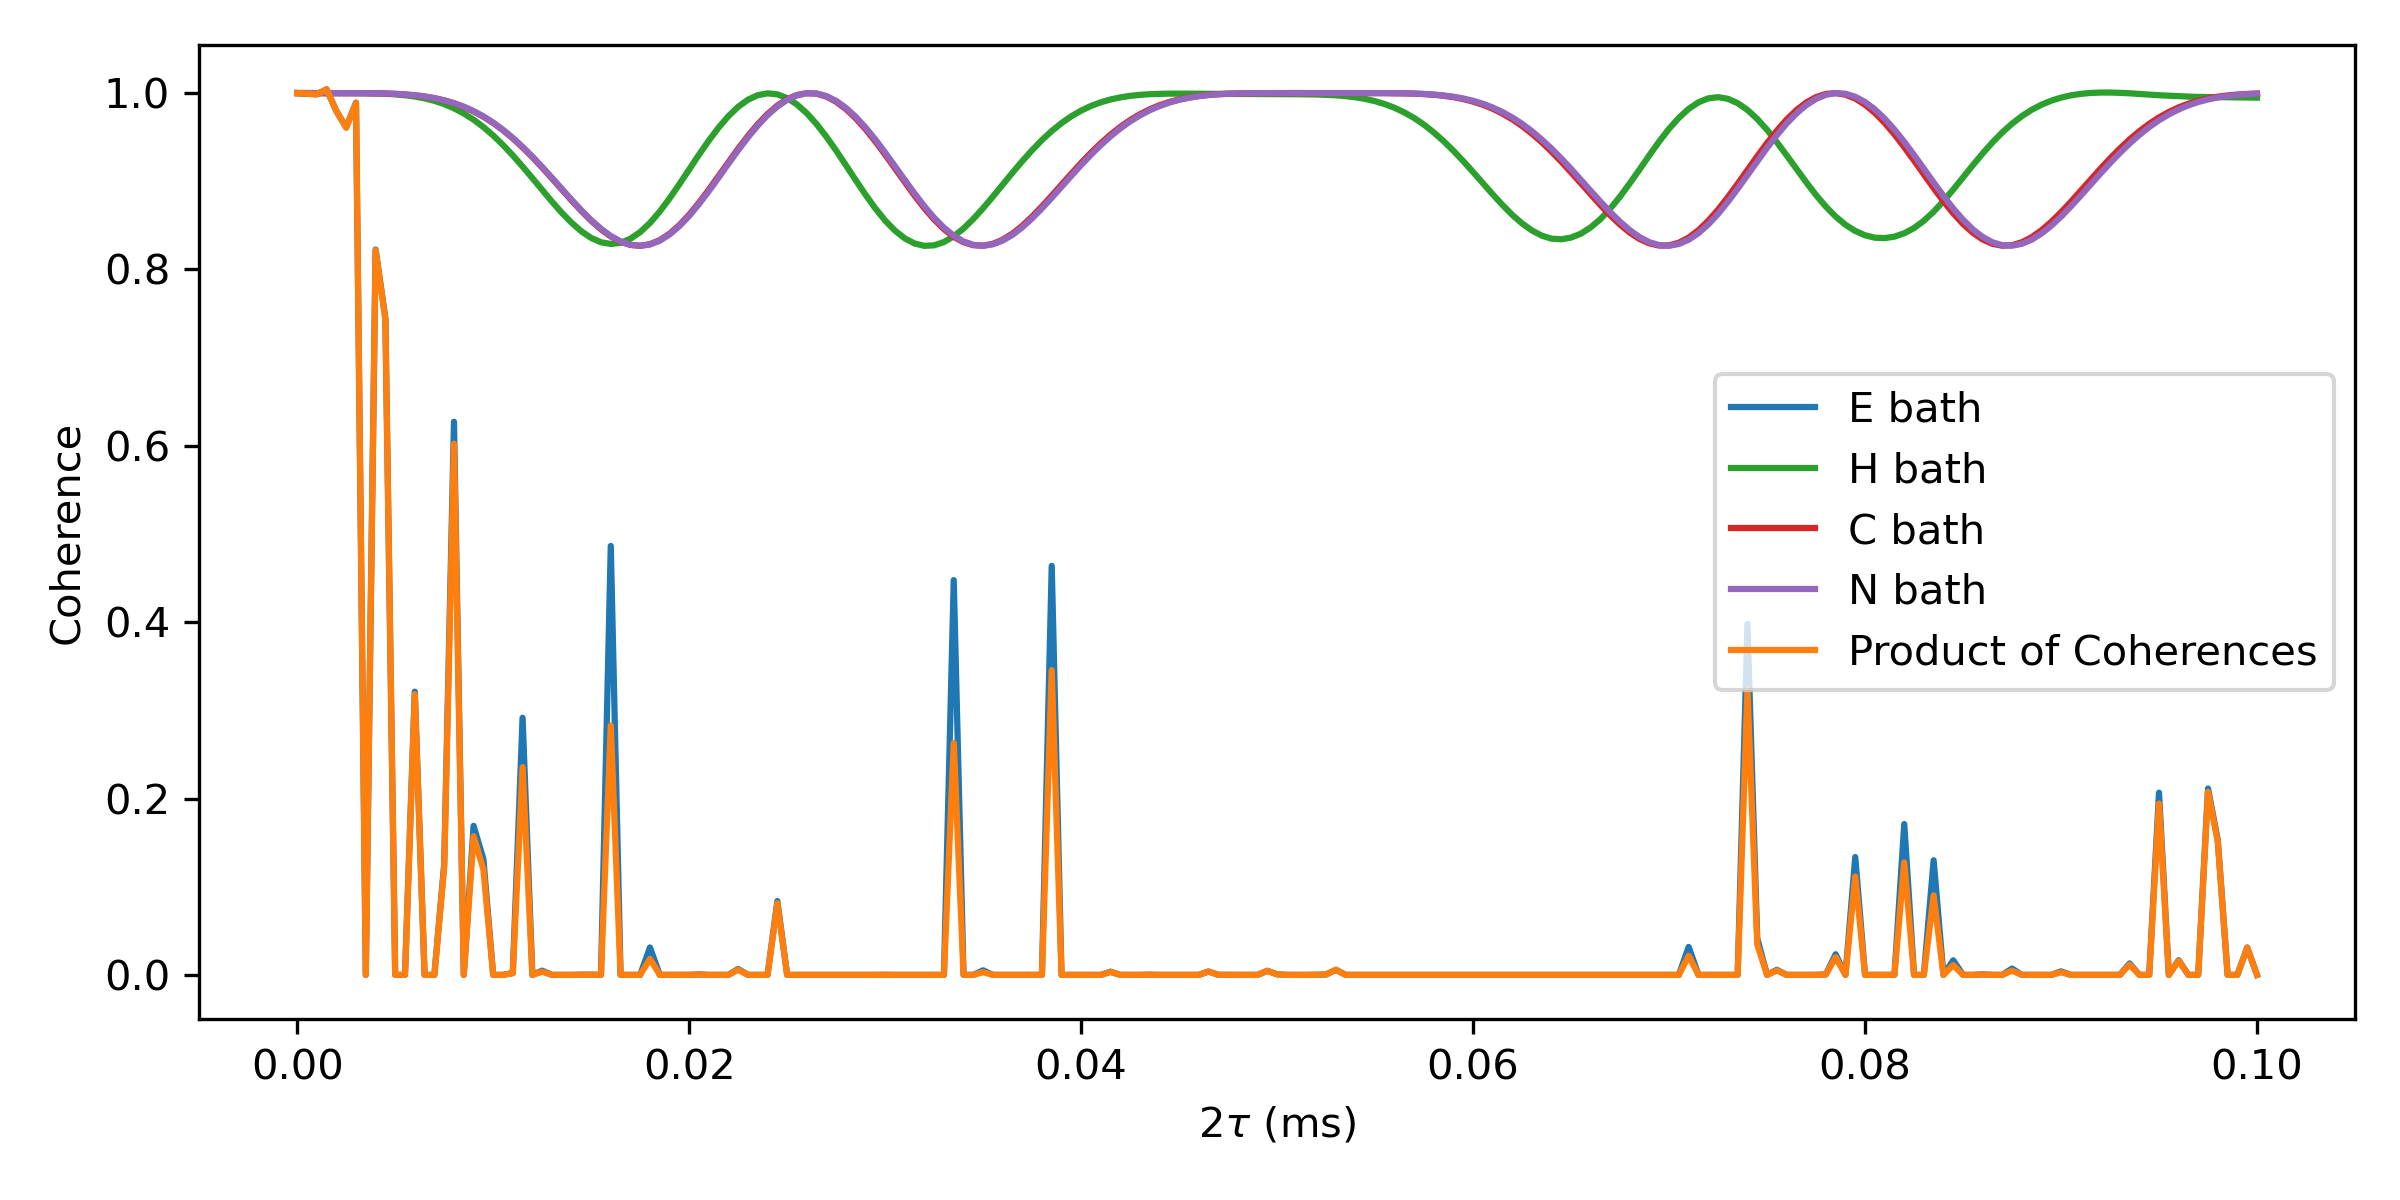 1.0
0.8
0.6
0.4
0.2
0.0
Coherence
E bath
H bath
C bath
N bath
Product of Coherences
0.00 0.02 0.04 0.06 0.08 0.10
2τ (ms)